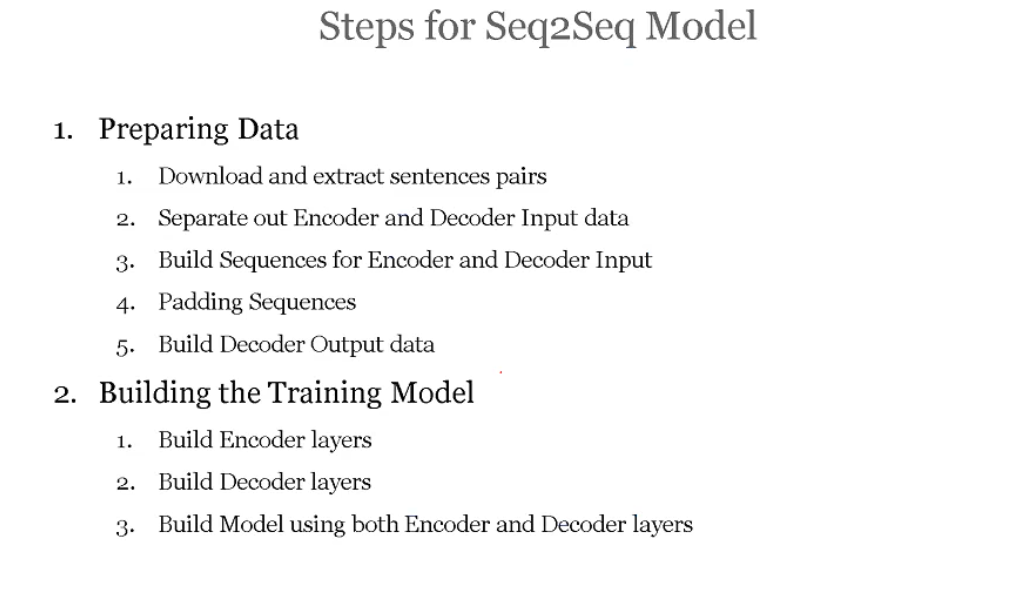 Steps for Seq2Seq Model
1. Preparing Data
1. Download and extract sentences pairs
2. Separate out Encoder and Decoder Input data
3. Build Sequences for Encoder and Decoder Input
4. Padding Sequences
5. Build Decoder Output data
2. Building the Training Model
1. Build Encoder layers
2. Build Decoder layers
3. Build Model using both Encoder and Decoder layers